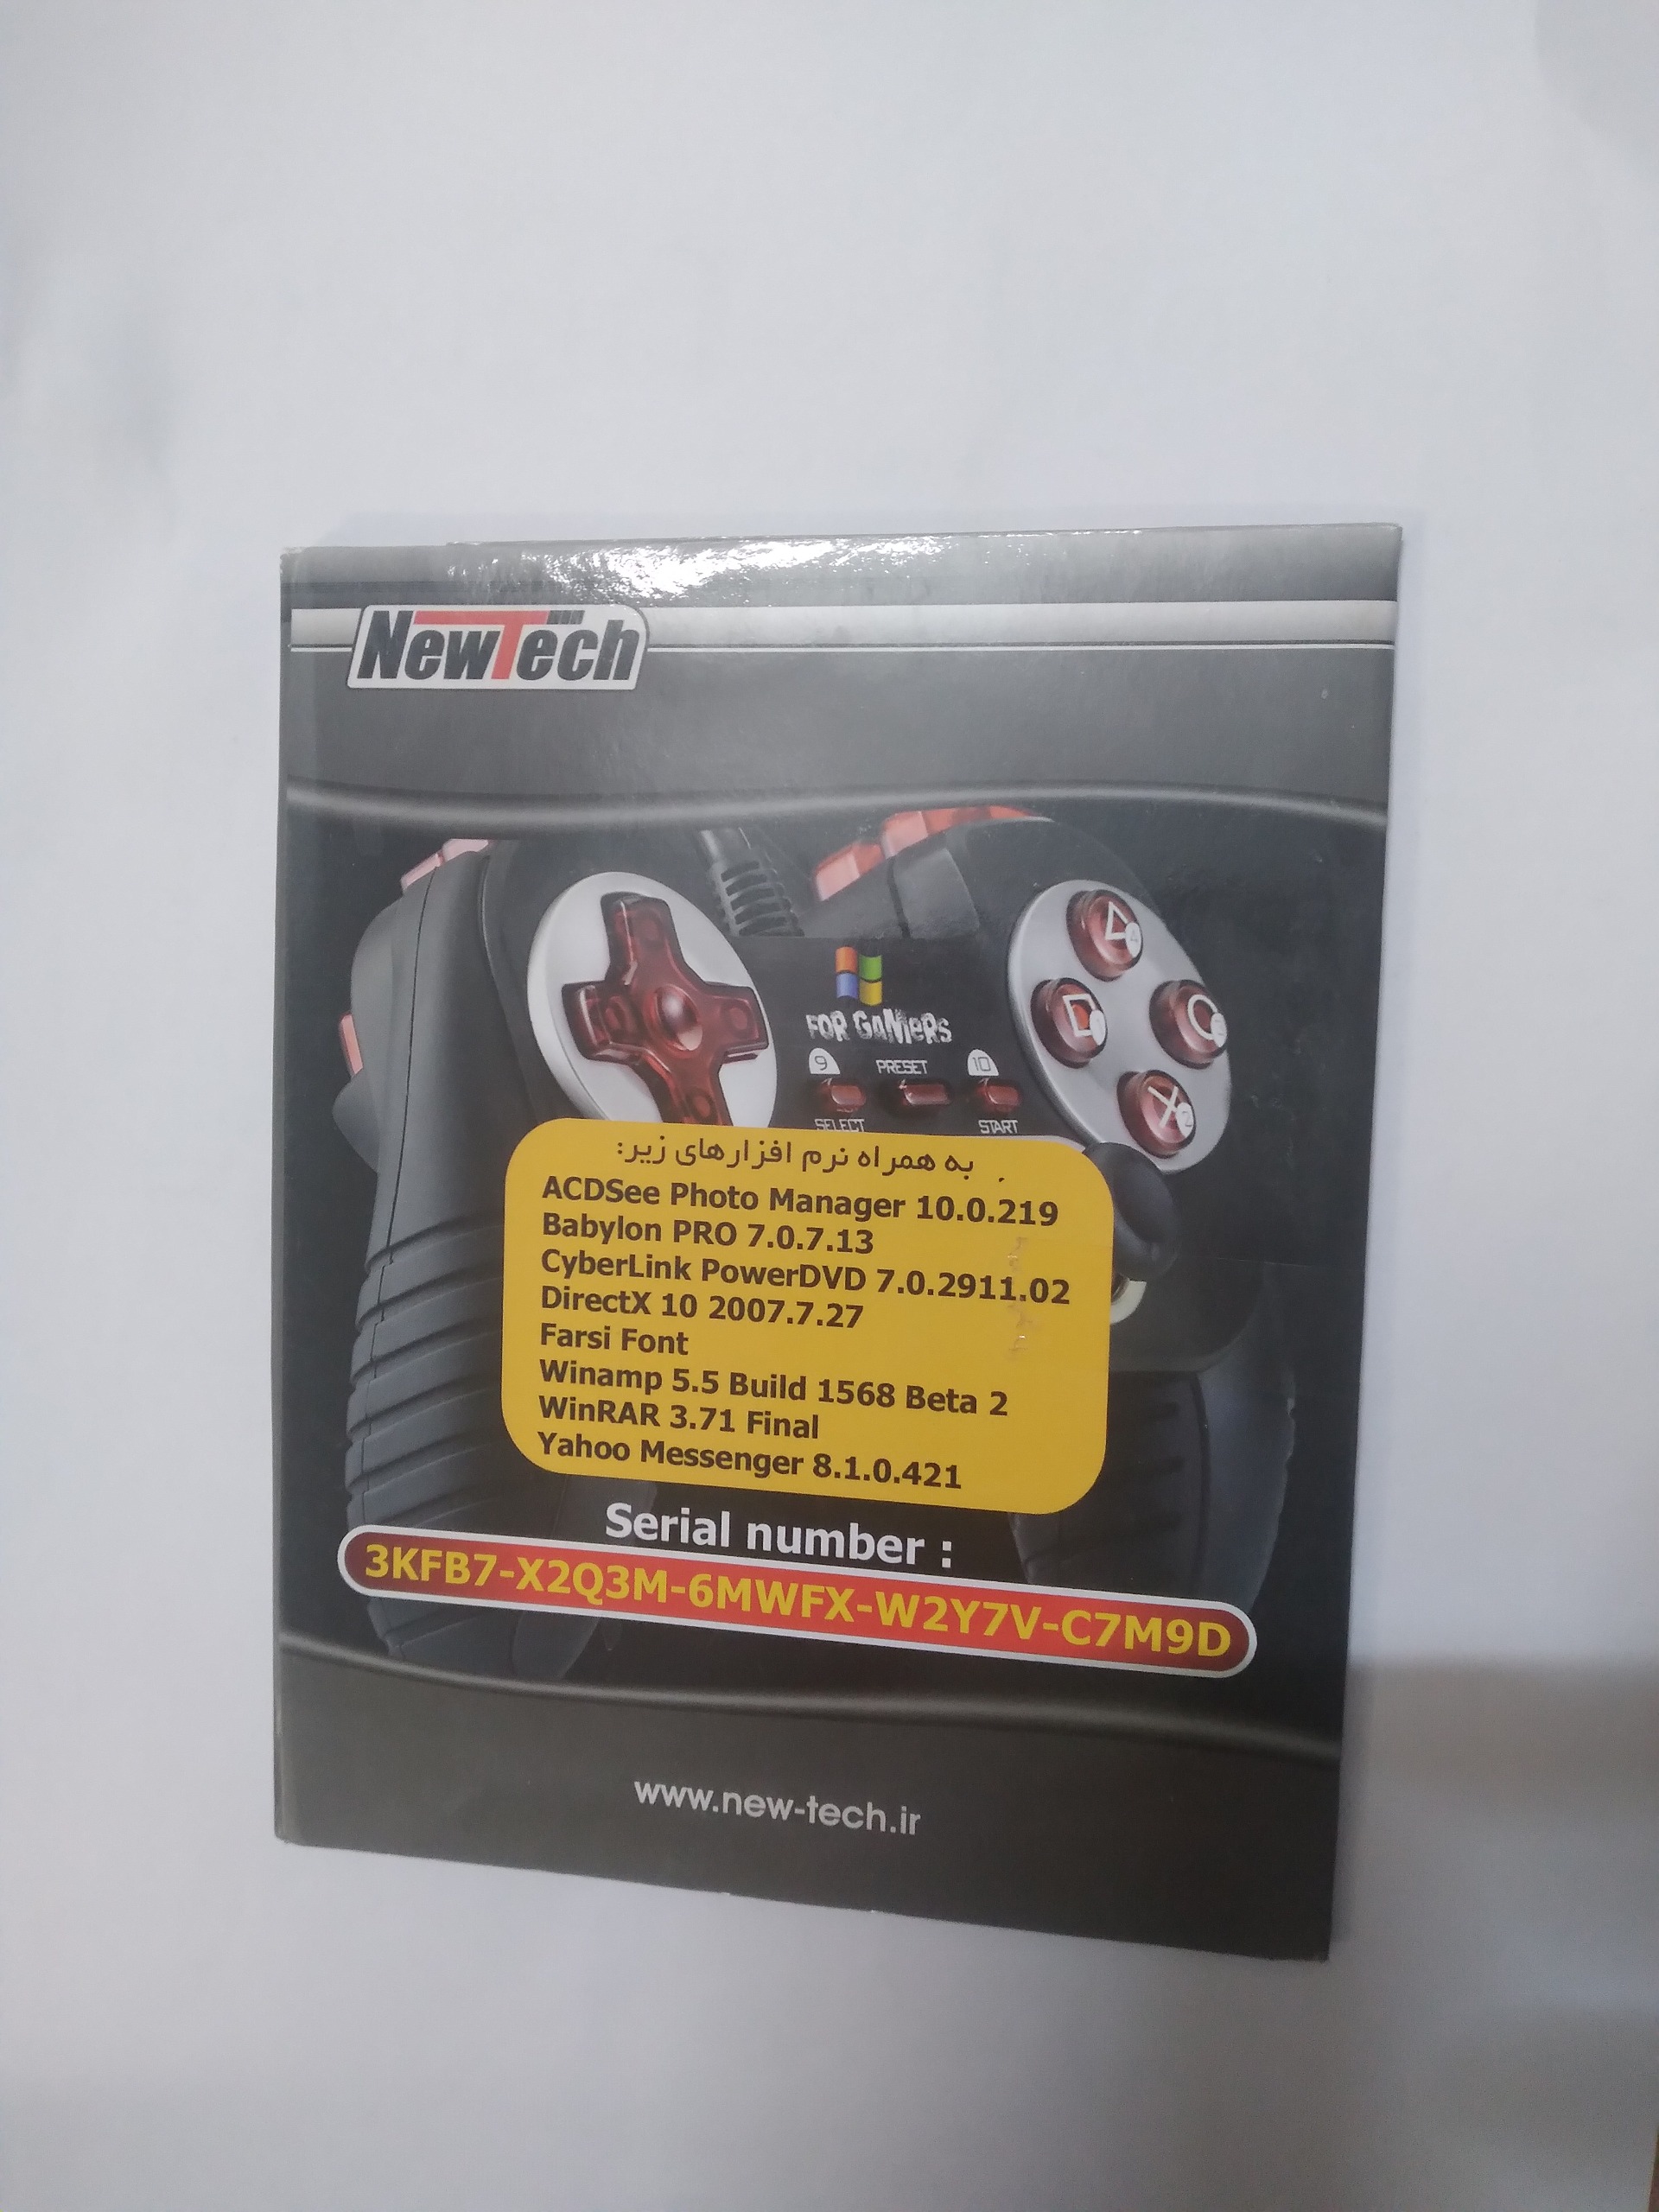 NewTech
FOR GAMERS
9 PRESET 10
SELECT START
به همراه نرم افزارهای زیر:
ACDSee Photo Manager 10.0.219
Babylon PRO 7.0.7.13
CyberLink PowerDVD 7.0.2911.02
DirectX 10 2007.7.27
Farsi Font
Winamp 5.5 Build 1568 Beta 2
WinRAR 3.71 Final
Yahoo Messenger 8.1.0.421
Serial number :
3KFB7-X2Q3M-6MWFX-W2Y7V-C7M9D
www.new-tech.ir